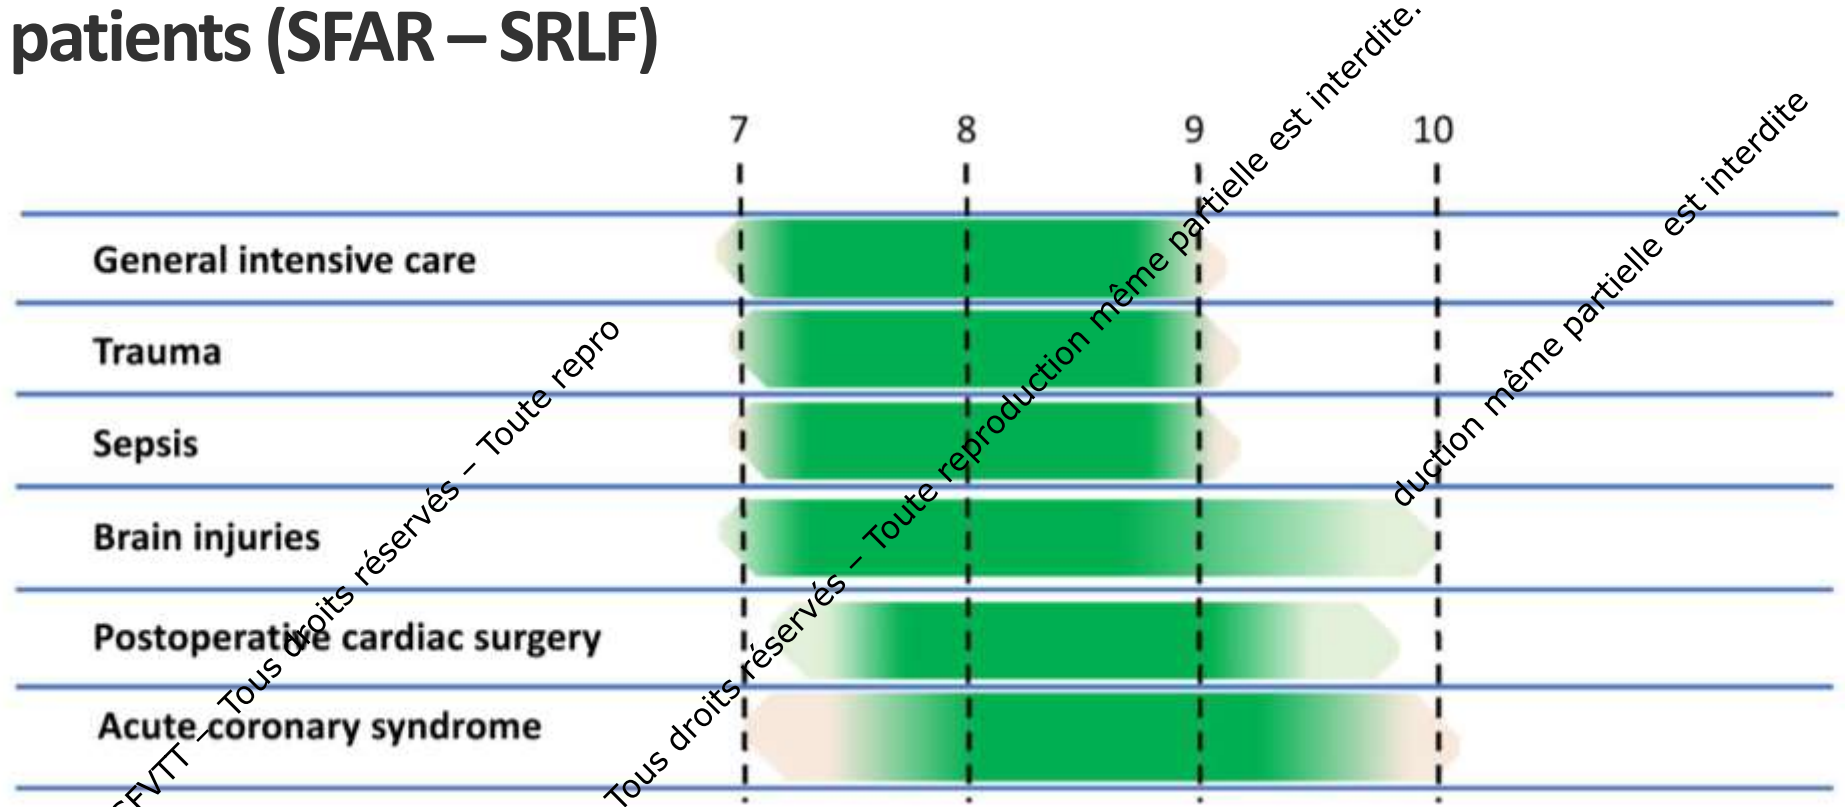 patients (SFAR – SRLF)
7 8 9 10
General intensive care
Trauma
Sepsis
Brain injuries
Postoperative cardiac surgery
Acute coronary syndrome
SFVTT – Tous droits réservés – Toute repro
Tous droits réservés – Toute reproduction même partielle est interdite.
duction même partielle est interdite